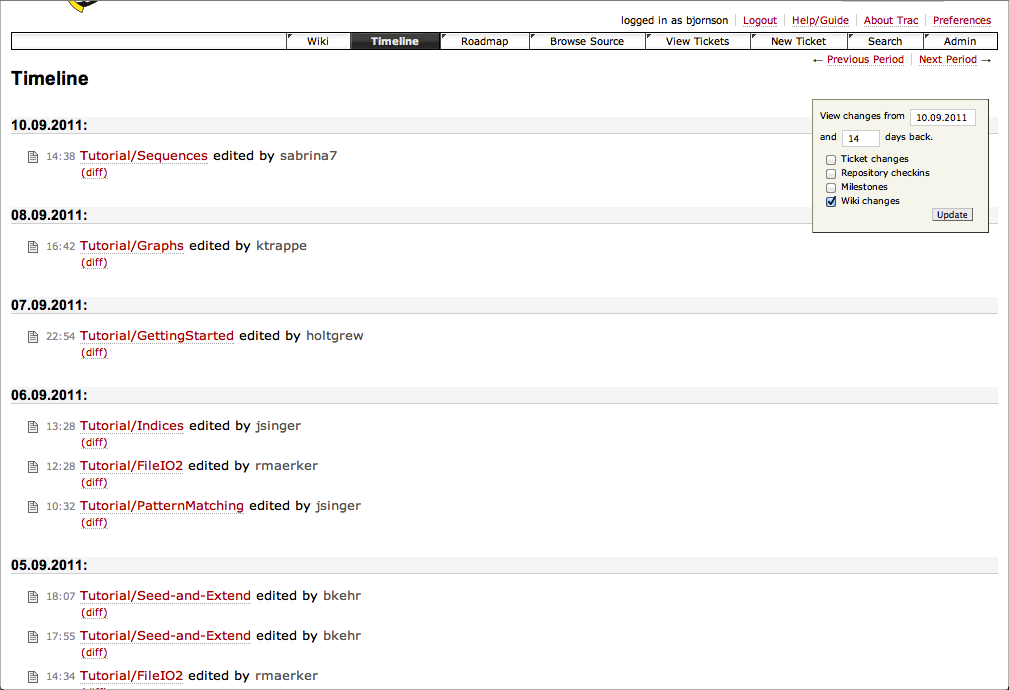 logged in as bjornson Logout Help/Guide About Trac Preferences
Wiki Timeline Roadmap Browse Source View Tickets New Ticket Search Admin
← Previous Period Next Period →
Timeline
View changes from 10.09.2011
and 14 days back.
Ticket changes
Repository checkins
Milestones
Wiki changes
Update
10.09.2011:
14:38 Tutorial/Sequences edited by sabrina7
(diff)
08.09.2011:
16:42 Tutorial/Graphs edited by ktrappe
(diff)
07.09.2011:
22:54 Tutorial/GettingStarted edited by holtgrew
(diff)
06.09.2011:
13:28 Tutorial/Indices edited by jsinger
(diff)
12:28 Tutorial/FileIO2 edited by rmaerker
(diff)
10:32 Tutorial/PatternMatching edited by jsinger
(diff)
05.09.2011:
18:07 Tutorial/Seed-and-Extend edited by bkehr
(diff)
17:55 Tutorial/Seed-and-Extend edited by bkehr
(diff)
14:34 Tutorial/FileIO2 edited by rmaerker